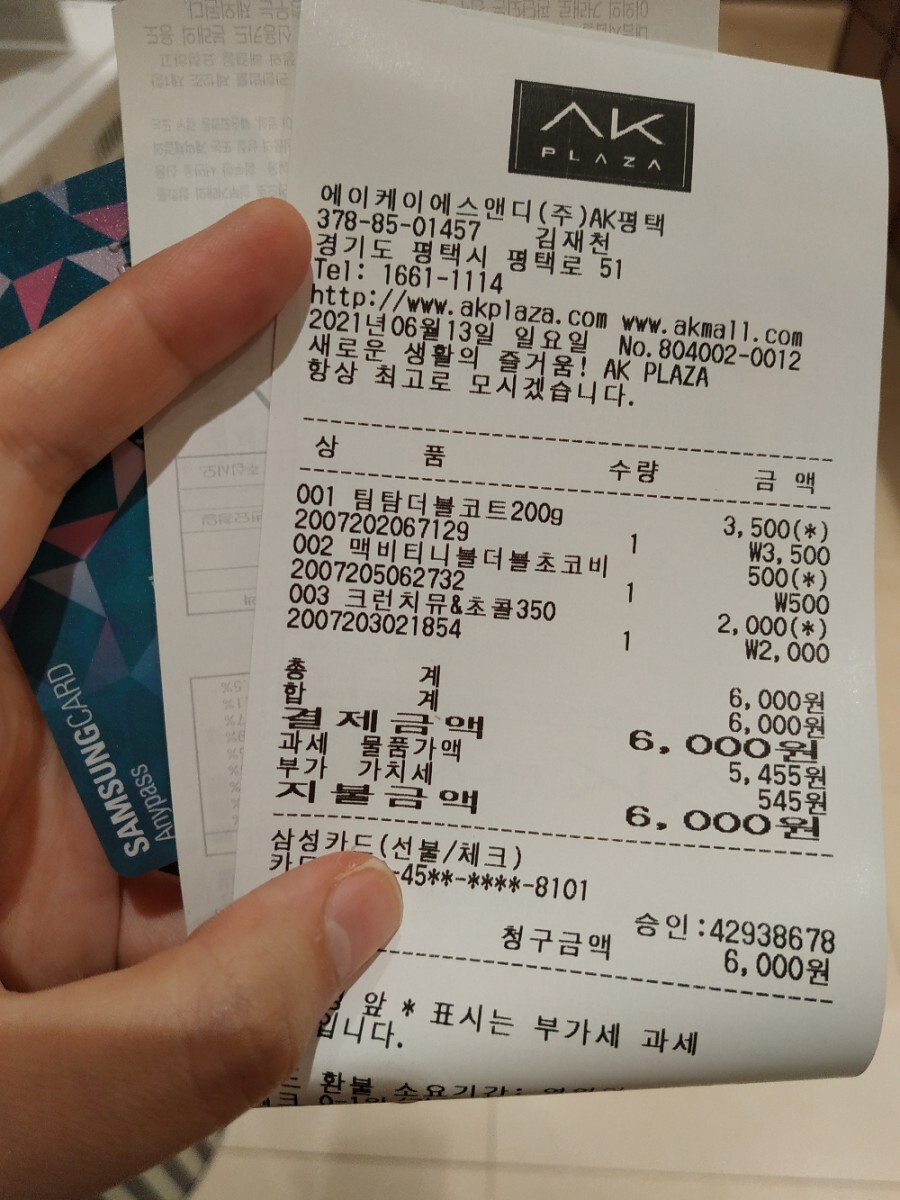 AK
PLAZA
에이케이에스앤디(주)AK평택
378-85-01457 김재천
경기도 평택시 평택로 51
Tel: 1661-1114
http://www.akplaza.com www.akmall.com
2021년06월13일 일요일 No.804002-0012
새로운 생활의 즐거움! AK PLAZA
항상 최고로 모시겠습니다.
상 품 수량 금 액
001 팀탐더블코트200g 3,500(*)
2007202067129 1 ₩3,500
002 맥비티니블더블초코비 500(*)
2007205062732 1 ₩500
003 크런치뮤&초콜350 2,000(*)
2007203021854 1 ₩2,000
총 계 6,000원
합 계 6,000원
결제금액 6,000원
과세 물품가액 5,455원
부가 가치세 545원
지불금액 6,000원
삼성카드(선불/체크)
카드 -45**-****-8101
승인:42938678
청구금액 6,000원
앞 * 표시는 부가세 과세
입니다.
환불 소요기간:
SAMSUNG CARD
Anypass